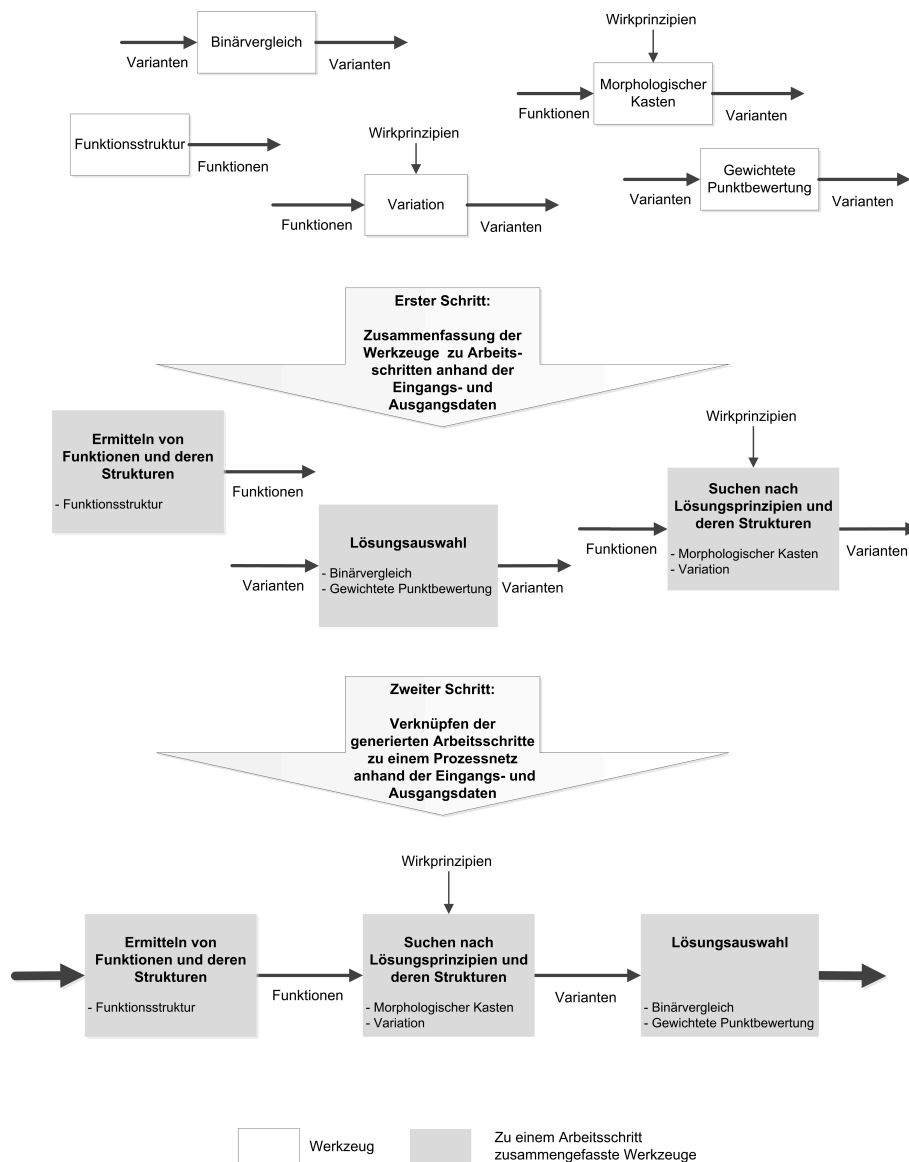 Binärvergleich
Varianten
Varianten
Wirkprinzipien
Morphologischer
Kasten
Funktionen
Varianten
Funktionsstruktur
Funktionen
Wirkprinzipien
Variation
Funktionen
Varianten
Gewichtete
Punktbewertung
Varianten
Varianten
Erster Schritt:
Zusammenfassung der
Werkzeuge zu Arbeits-
schritten anhand der
Eingangs- und
Ausgangsdaten
Ermitteln von
Funktionen und deren
Strukturen
- Funktionsstruktur
Funktionen
Varianten
Lösungsauswahl
- Binärvergleich
- Gewichtete Punktbewertung
Varianten
Wirkprinzipien
Funktionen
Suchen nach
Lösungsprinzipien und
deren Strukturen
- Morphologischer Kasten
- Variation
Varianten
Zweiter Schritt:
Verknüpfen der
generierten Arbeitsschritte
zu einem Prozessnetz
anhand der Eingangs- und
Ausgangsdaten
Wirkprinzipien
Ermitteln von
Funktionen und deren
Strukturen
- Funktionsstruktur
Funktionen
Suchen nach
Lösungsprinzipien und
deren Strukturen
- Morphologischer Kasten
- Variation
Varianten
Lösungsauswahl
- Binärvergleich
- Gewichtete Punktbewertung
Werkzeug
Zu einem Arbeitsschritt
zusammengefasste Werkzeuge